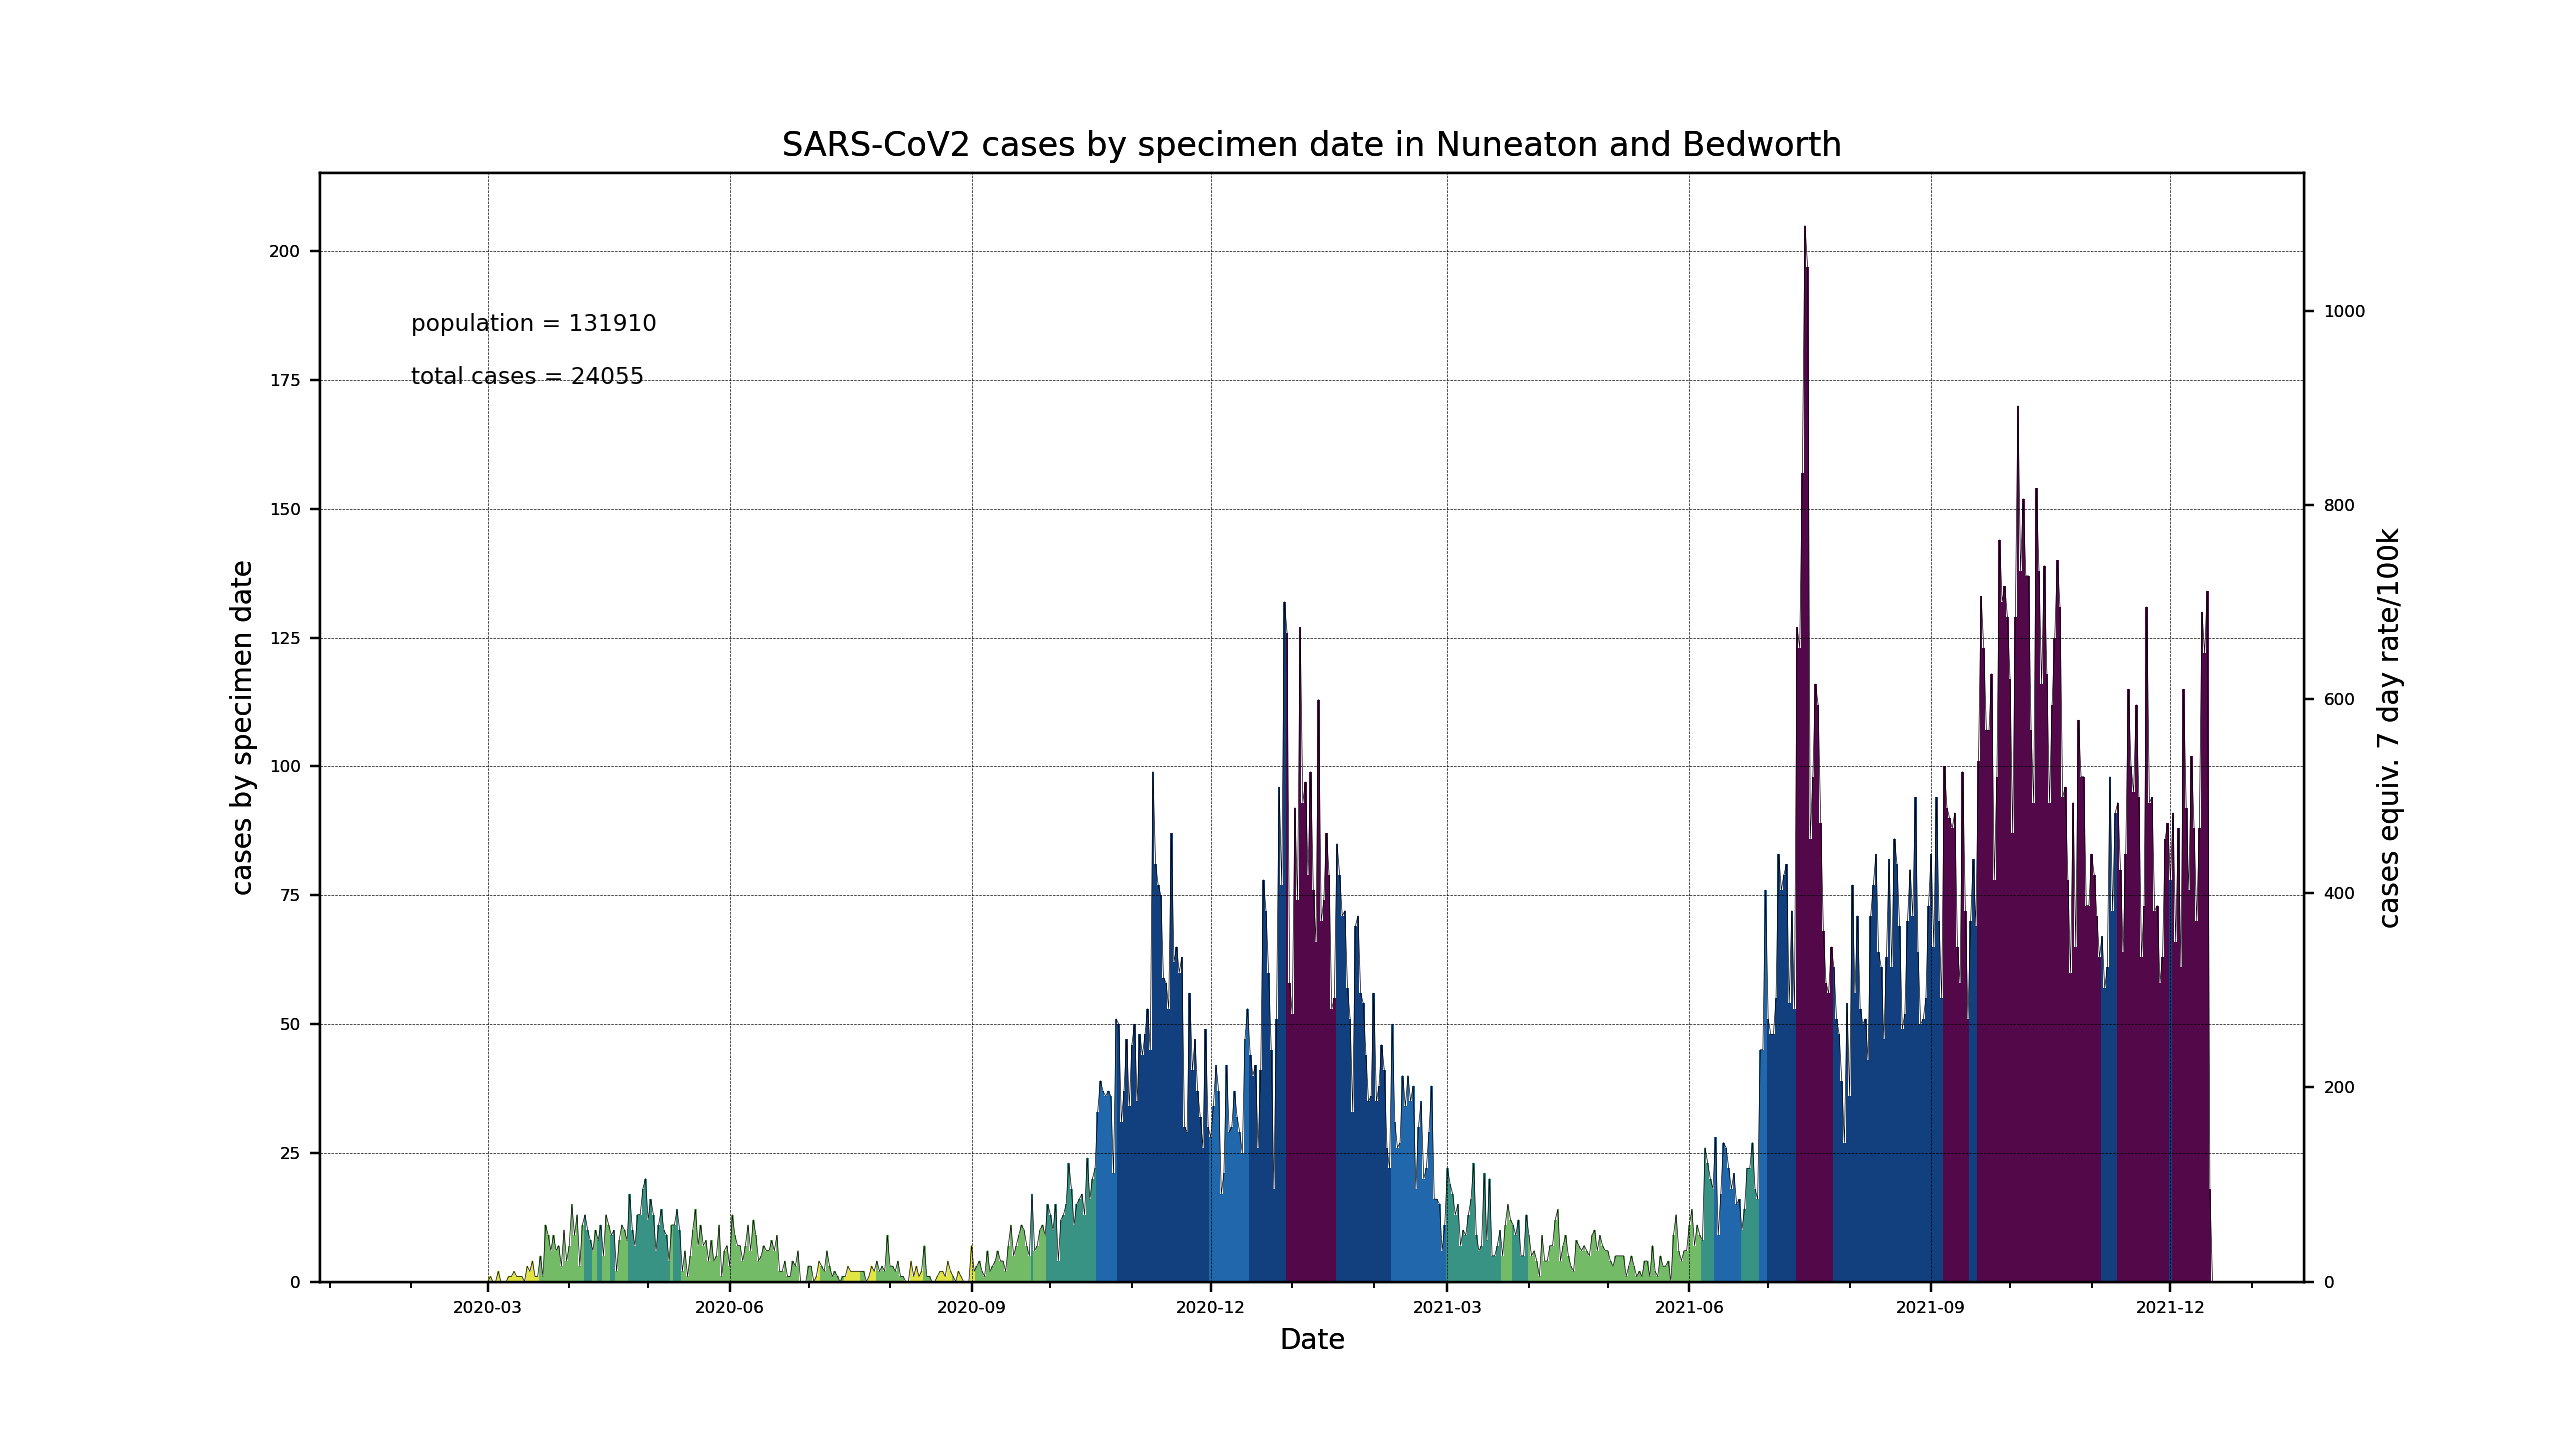 SARS-CoV2 cases by specimen date in Nuneaton and Bedworth
population = 131910
total cases = 24055
cases by specimen date
200
175
150
125
100
75
50
25
0
1000
800
600
400
200
0
cases equiv. 7 day rate/100k
2020-03 2020-06 2020-09 2020-12 2021-03 2021-06 2021-09 2021-12
Date